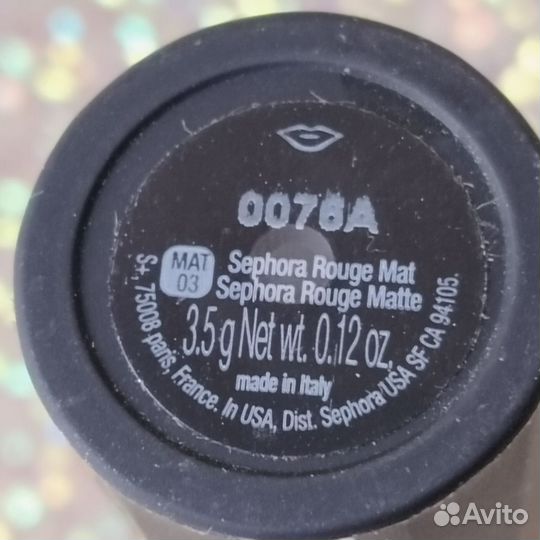 0076A
MAT
03
Sephora Rouge Mat
Sephora Rouge Matte
3.5 g Net wt. 0.12 oz.
made in Italy
S+, 75008 paris, France. In USA, Dist. Sephora USA, SF CA 94105.
Avito